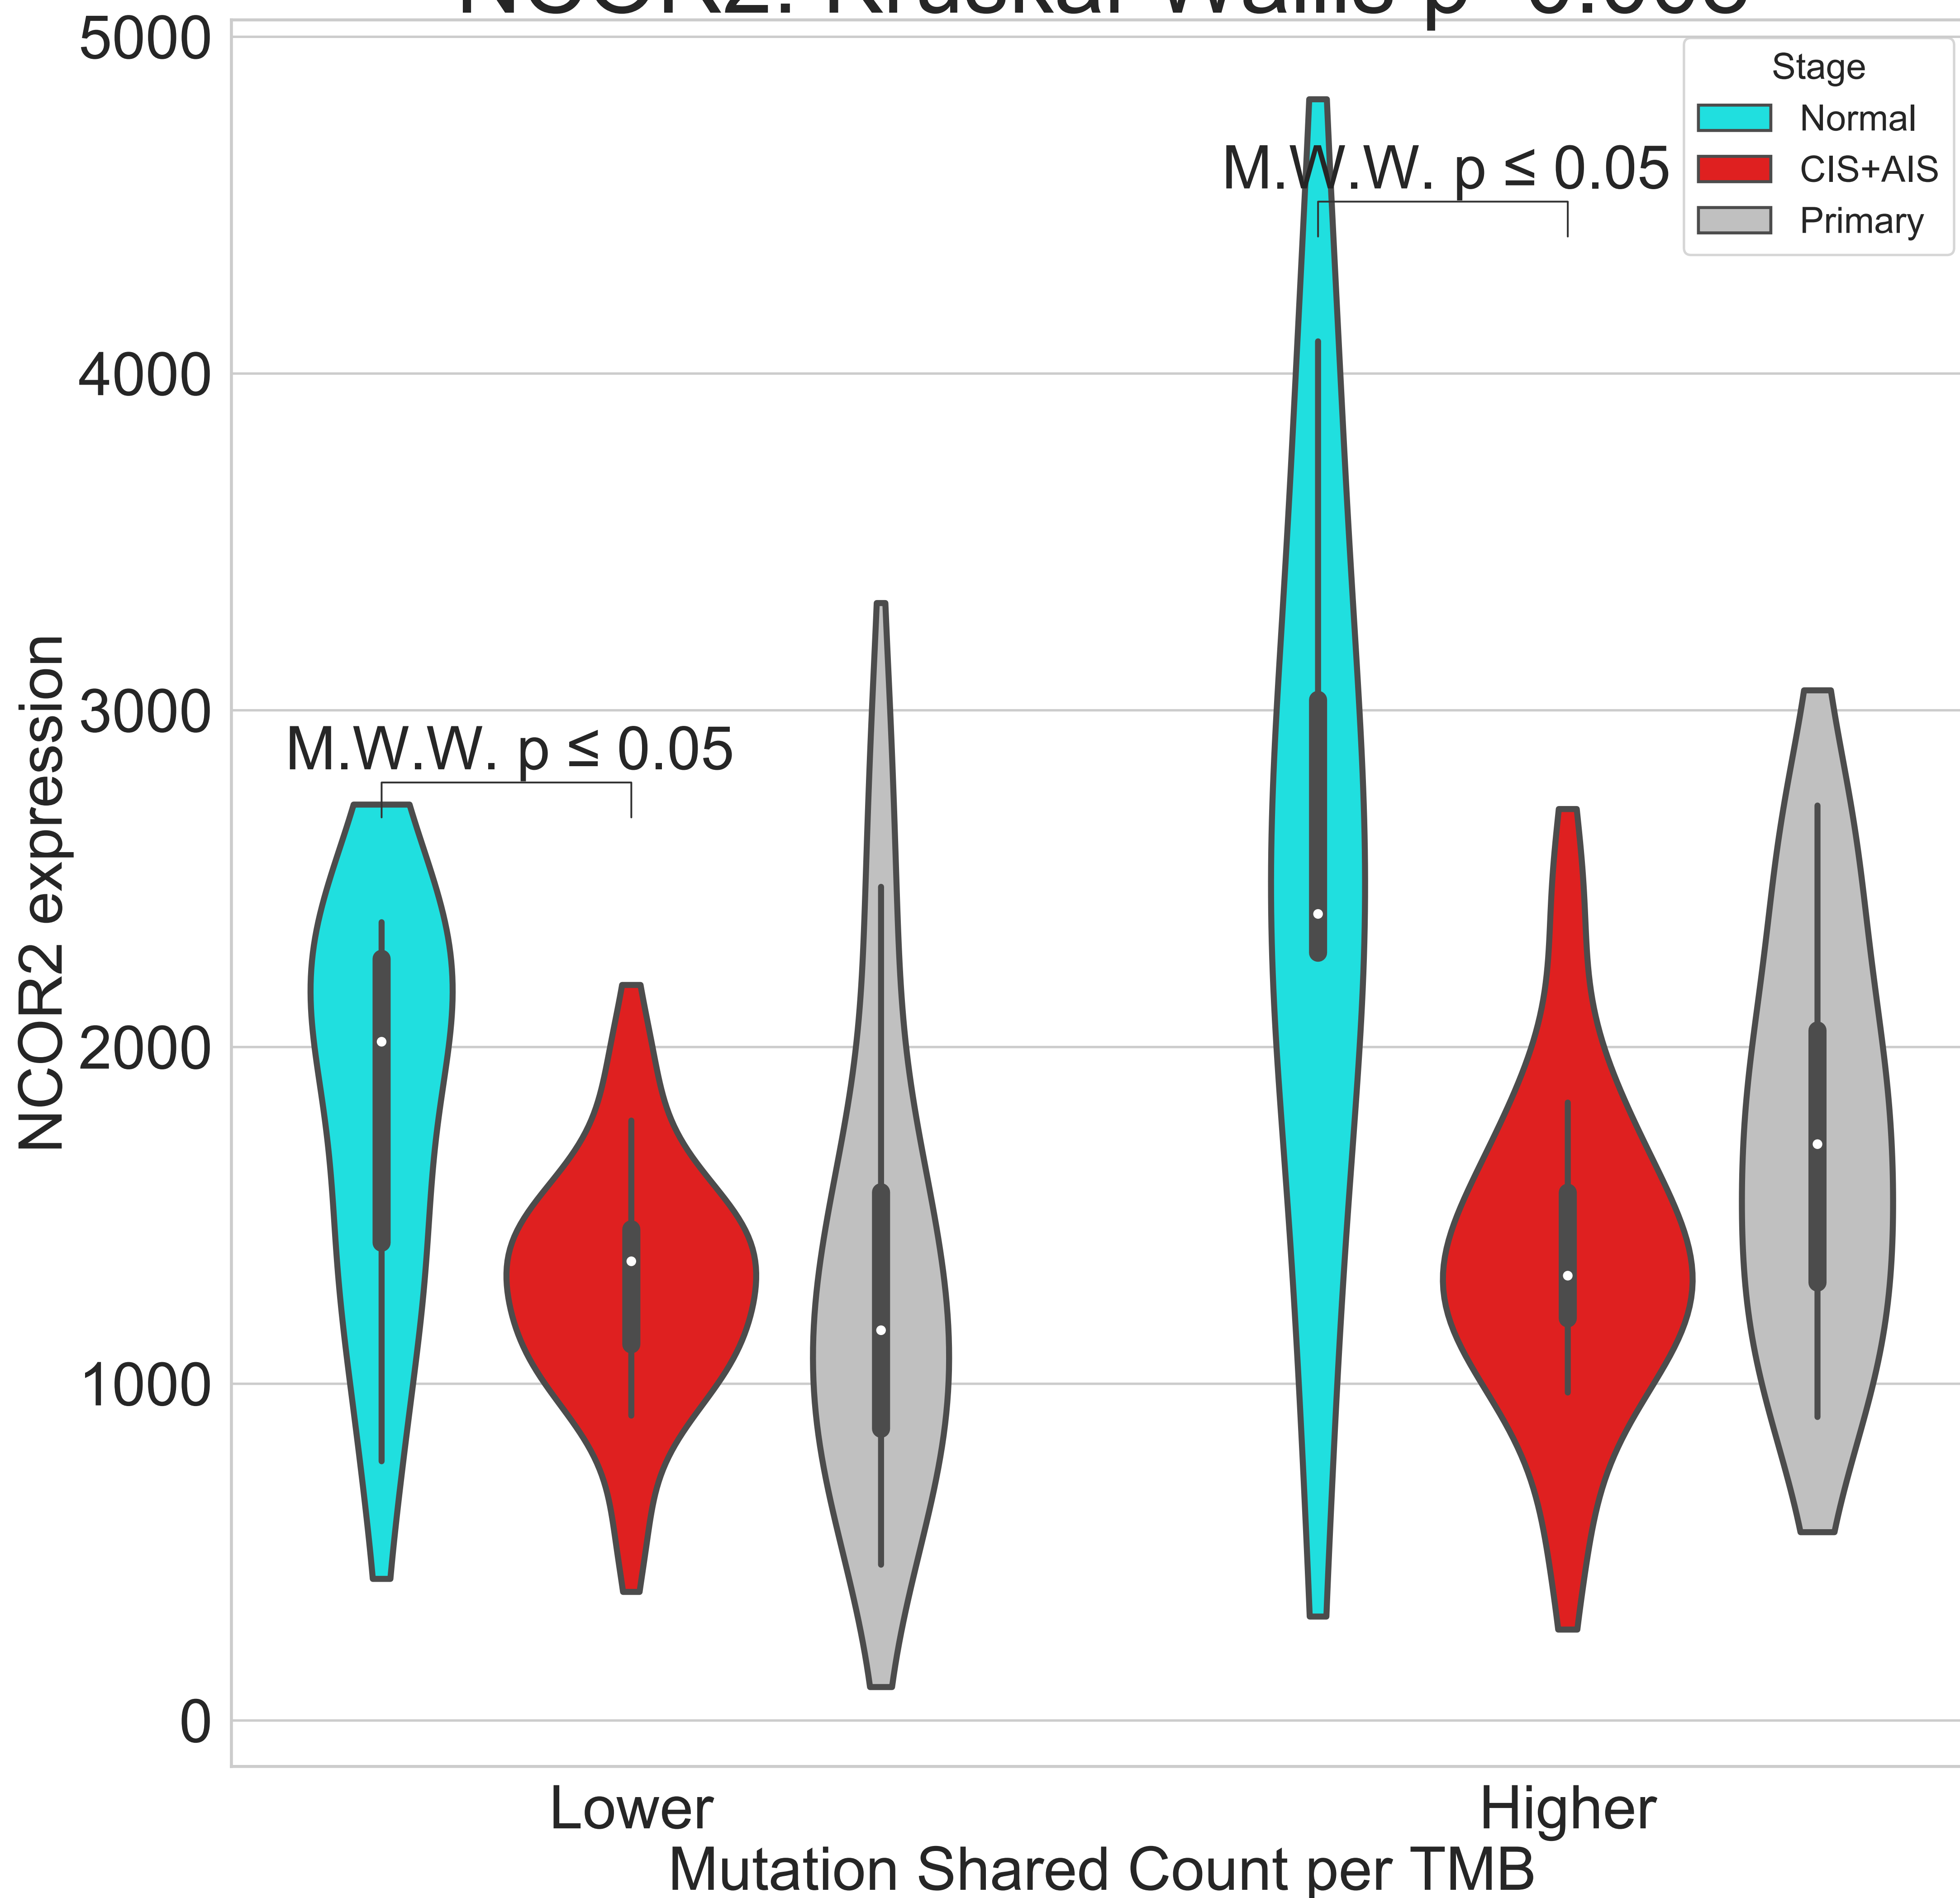 5000
4000
3000
2000
1000
0
NCOR2 expression
Stage
Normal
CIS+AIS
Primary
M.W.W. p ≤ 0.05
M.W.W. p ≤ 0.05
Lower
Higher
Mutation Shared Count per TMB